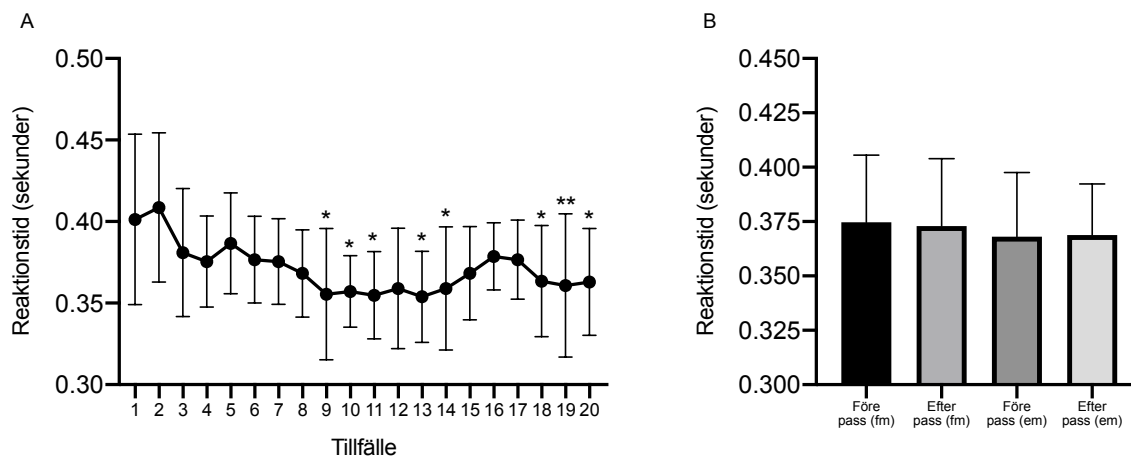 A
Reaktionstid (sekunder)
0.50
0.45
0.40
0.35
0.30
* * * * * * ** *
1 2 3 4 5 6 7 8 9 10 11 12 13 14 15 16 17 18 19 20
Tillfälle
B
Reaktionstid (sekunder)
0.450
0.425
0.400
0.375
0.350
0.325
0.300
Före Efter Före Efter
pass (fm) pass (fm) pass (em) pass (em)